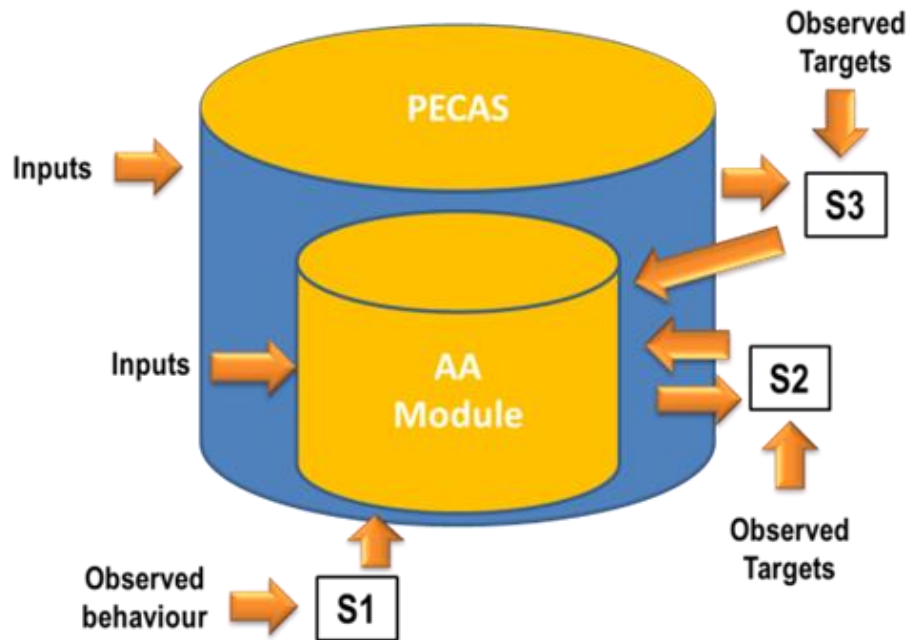 Observed
Targets
PECAS
Inputs
S3
Inputs
AA
Module
S2
Observed
Targets
Observed
behaviour
S1